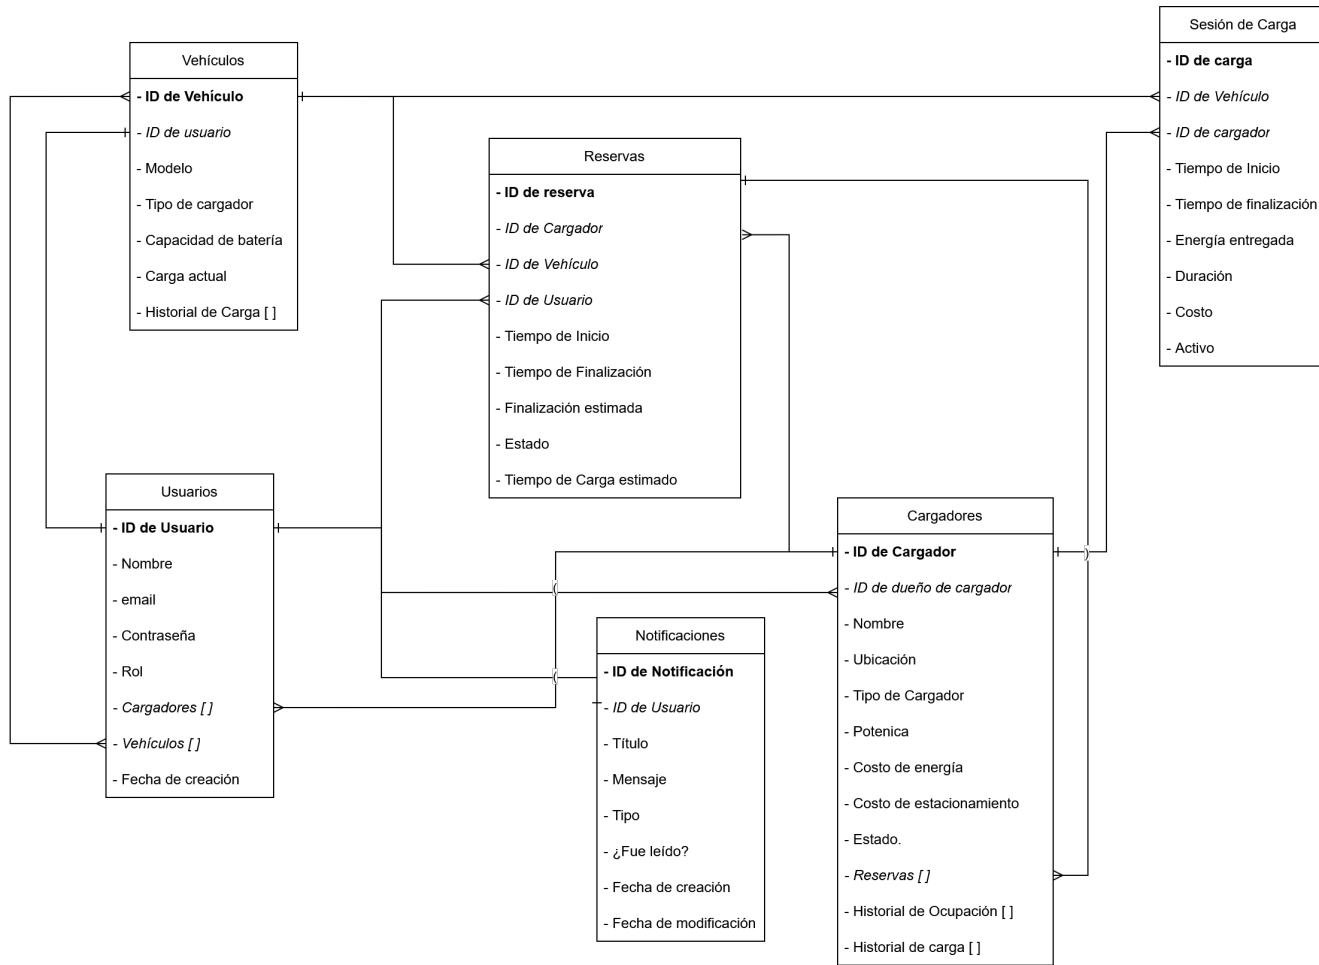 Vehículos
- ID de Vehículo
- ID de usuario
- Modelo
- Tipo de cargador
- Capacidad de batería
- Carga actual
- Historial de Carga [ ]
Sesión de Carga
- ID de carga
- ID de Vehículo
- ID de cargador
- Tiempo de Inicio
- Tiempo de finalización
- Energía entregada
- Duración
- Costo
- Activo
Reservas
- ID de reserva
- ID de Cargador
- ID de Vehículo
- ID de Usuario
- Tiempo de Inicio
- Tiempo de Finalización
- Finalización estimada
- Estado
- Tiempo de Carga estimado
Usuarios
- ID de Usuario
- Nombre
- email
- Contraseña
- Rol
- Cargadores [ ]
- Vehículos [ ]
- Fecha de creación
Notificaciones
- ID de Notificación
- ID de Usuario
- Título
- Mensaje
- Tipo
- ¿Fue leído?
- Fecha de creación
- Fecha de modificación
Cargadores
- ID de Cargador
- ID de dueño de cargador
- Nombre
- Ubicación
- Tipo de Cargador
- Potenica
- Costo de energía
- Costo de estacionamiento
- Estado.
- Reservas [ ]
- Historial de Ocupación [ ]
- Historial de carga [ ]